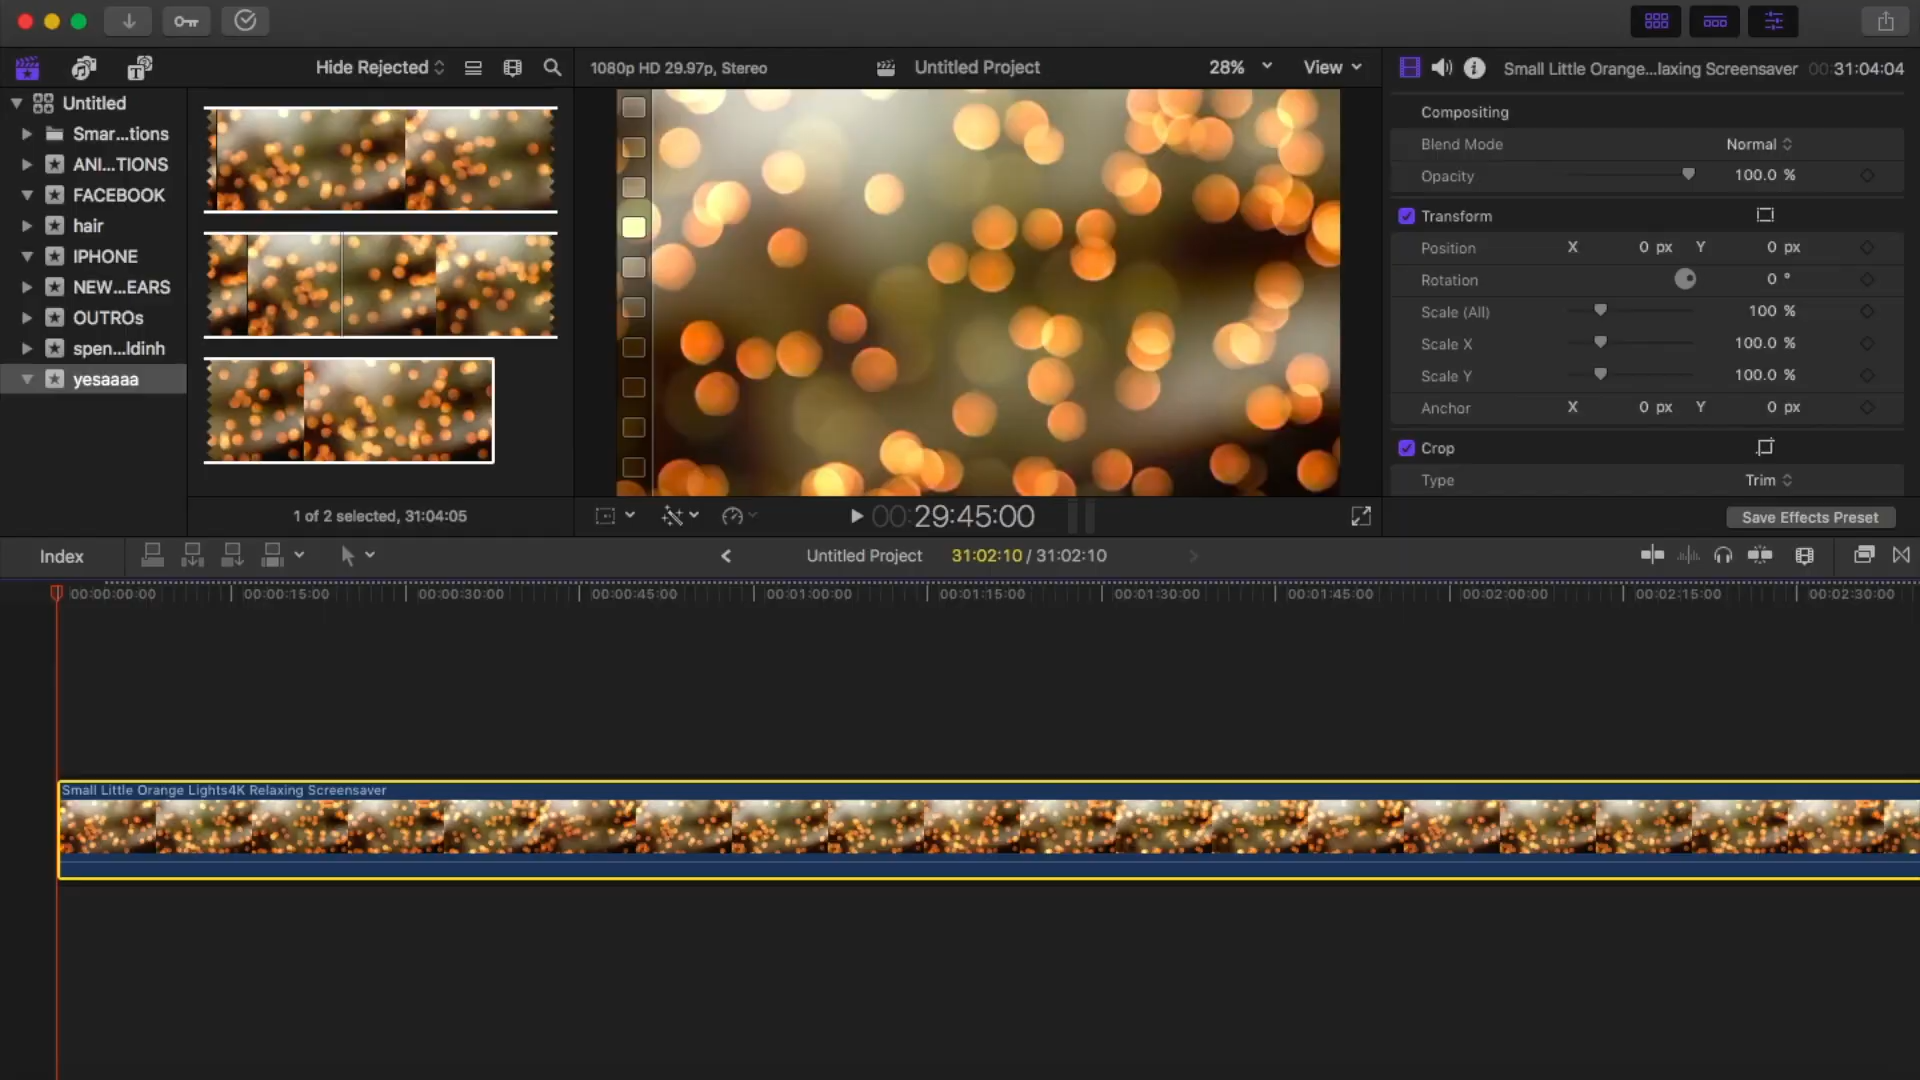 Hide Rejected
1080p HD 29.97p, Stereo
Untitled Project
28%
View
Small Little Orange...laxing Screensaver
00:31:04:04
Untitled
Smar...tions
ANI...TIONS
FACEBOOK
hair
IPHONE
NEW...EARS
OUTROs
spen...ldinh
yesaaaa
1 of 2 selected, 31:04:05
00:29:45:00
Compositing
Blend Mode Normal
Opacity 100.0 %
Transform
Position X 0 px Y 0 px
Rotation 0 °
Scale (All) 100 %
Scale X 100.0 %
Scale Y 100.0 %
Anchor X 0 px Y 0 px
Crop
Type Trim
Save Effects Preset
Index
Untitled Project 31:02:10 / 31:02:10
00:00:00:00 00:00:15:00 00:00:30:00 00:00:45:00 00:01:00:00 00:01:15:00 00:01:30:00 00:01:45:00 00:02:00:00 00:02:15:00 00:02:30:00
Small Little Orange Lights4K Relaxing Screensaver